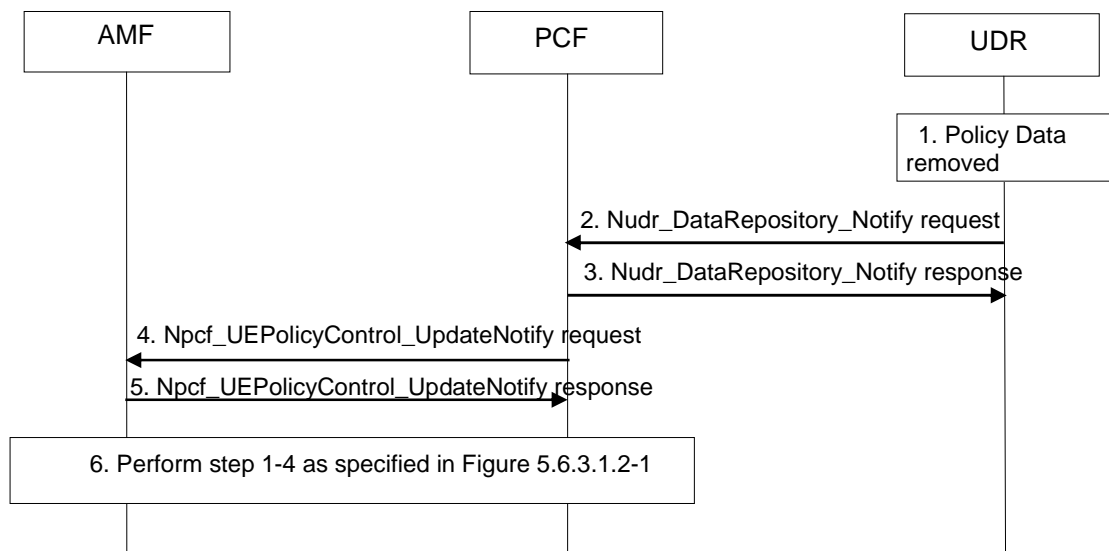 AMF
PCF
UDR
1. Policy Data
removed
2. Nudr_DataRepository_Notify request
3. Nudr_DataRepository_Notify response
4. Npcf_UEPolicyControl_UpdateNotify request
5. Npcf_UEPolicyControl_UpdateNotify response
6. Perform step 1-4 as specified in Figure 5.6.3.1.2-1